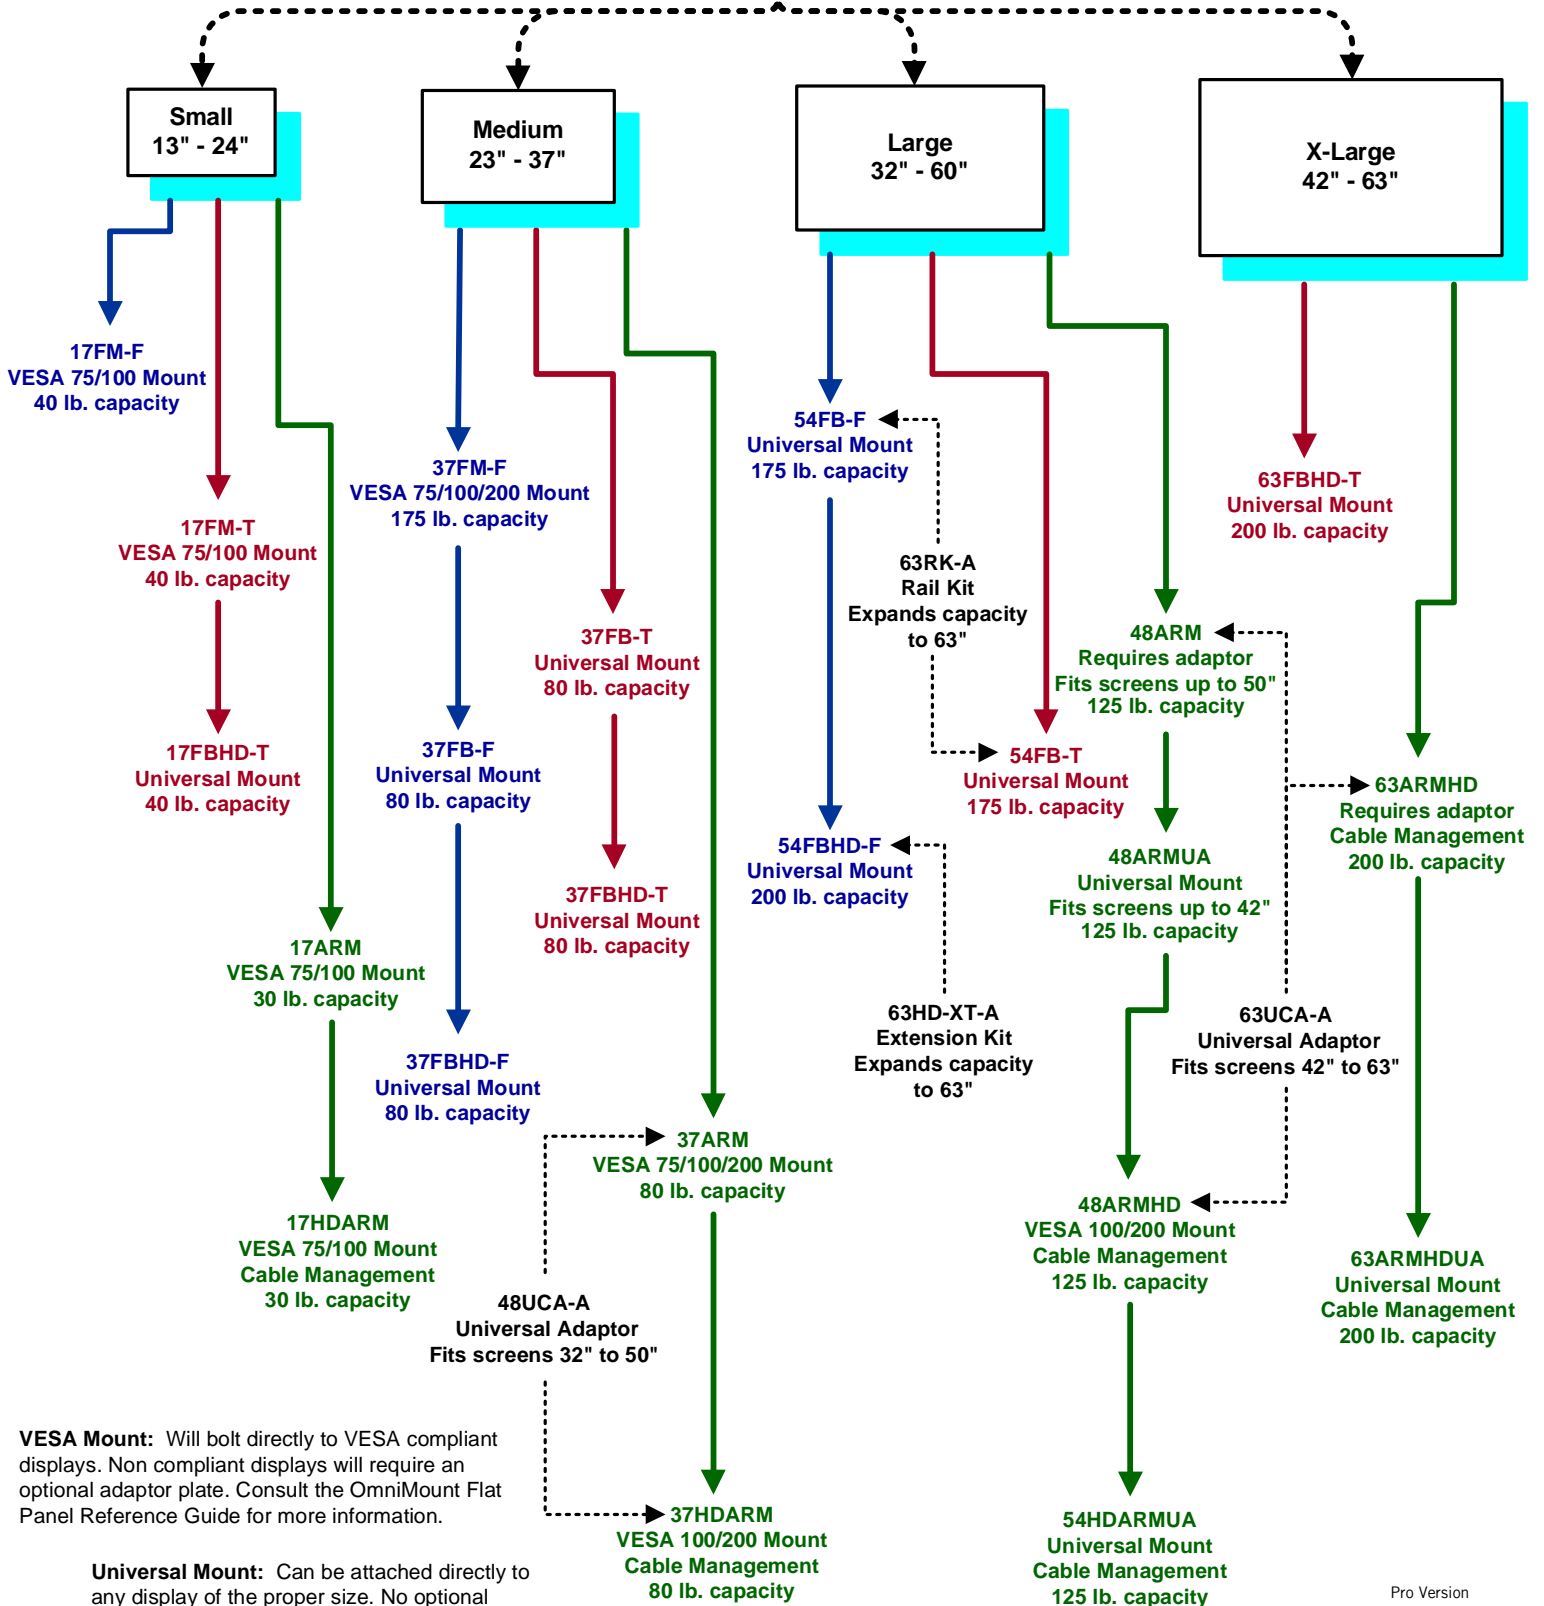 Small
13" - 24"
Medium
23" - 37"
Large
32" - 60"
X-Large
42" - 63"
17FM-F
VESA 75/100 Mount
40 lb. capacity
17FM-T
VESA 75/100 Mount
40 lb. capacity
17FBHD-T
Universal Mount
40 lb. capacity
17ARM
VESA 75/100 Mount
30 lb. capacity
17HDARM
VESA 75/100 Mount
Cable Management
30 lb. capacity
37FM-F
VESA 75/100/200 Mount
175 lb. capacity
37FB-F
Universal Mount
80 lb. capacity
37FBHD-F
Universal Mount
80 lb. capacity
37FB-T
Universal Mount
80 lb. capacity
37FBHD-T
Universal Mount
80 lb. capacity
37ARM
VESA 75/100/200 Mount
80 lb. capacity
48UCA-A
Universal Adaptor
Fits screens 32" to 50"
37HDARM
VESA 100/200 Mount
Cable Management
80 lb. capacity
54FB-F
Universal Mount
175 lb. capacity
63RK-A
Rail Kit
Expands capacity
to 63"
54FB-T
Universal Mount
175 lb. capacity
54FBHD-F
Universal Mount
200 lb. capacity
63HD-XT-A
Extension Kit
Expands capacity
to 63"
48ARM
Requires adaptor
Fits screens up to 50"
125 lb. capacity
48ARMUA
Universal Mount
Fits screens up to 42"
125 lb. capacity
63UCA-A
Universal Adaptor
Fits screens 42" to 63"
48ARMHD
VESA 100/200 Mount
Cable Management
125 lb. capacity
54HDARMUA
Universal Mount
Cable Management
125 lb. capacity
63FBHD-T
Universal Mount
200 lb. capacity
63ARMHD
Requires adaptor
Cable Management
200 lb. capacity
63ARMHDUA
Universal Mount
Cable Management
200 lb. capacity
VESA Mount: Will bolt directly to VESA compliant
displays. Non compliant displays will require an
optional adaptor plate. Consult the OmniMount Flat
Panel Reference Guide for more information.
Universal Mount: Can be attached directly to
any display of the proper size. No optional
Pro Version